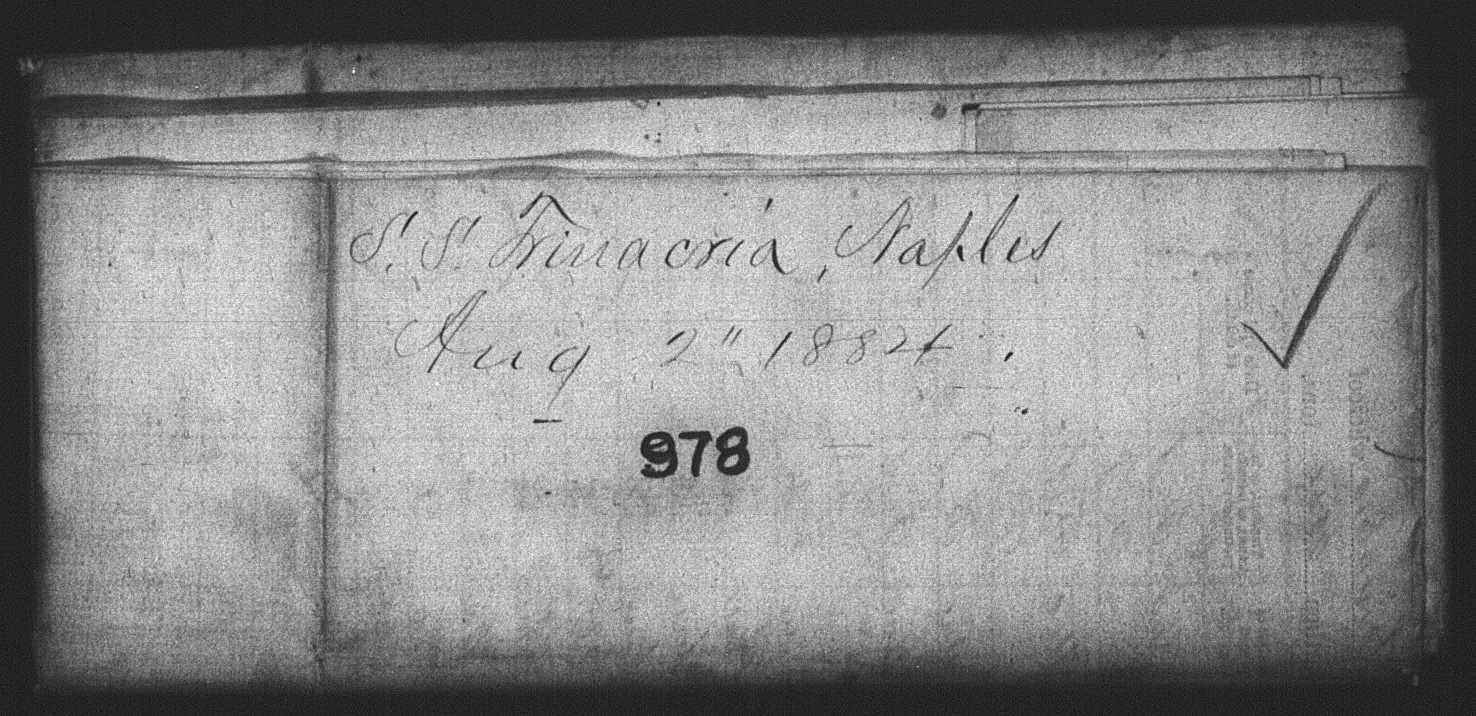 S. S. Trinacria, Naples
Aug 2" 1884.
978